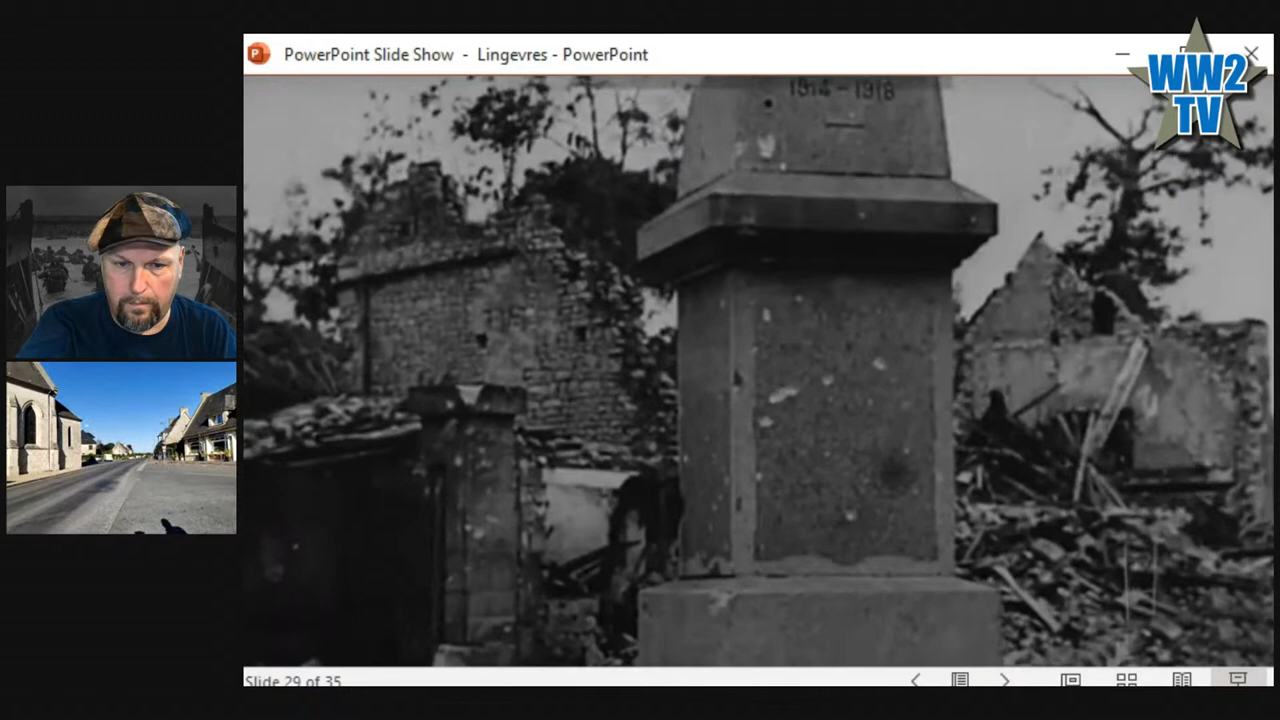 PowerPoint Slide Show - Lingevres - PowerPoint
WW2
TV
1914-1918
Slide 29 of 35